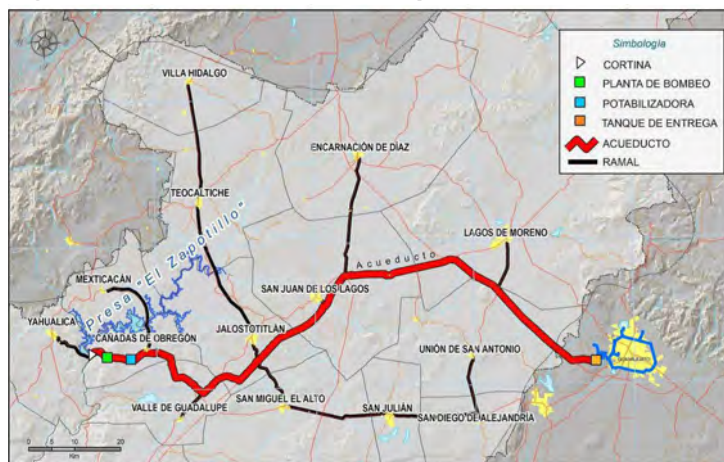 Simbología
CORTINA
PLANTA DE BOMBEO
POTABILIZADORA
TANQUE DE ENTREGA
ACUEDUCTO
RAMAL
VILLA HIDALGO
ENCARNACIÓN DE DÍAZ
TEOCALTICHE
LAGOS DE MORENO
Presa "El Zapotillo"
Acueducto
MEXTICACÁN
SAN JUAN DE LOS LAGOS
YAHUALICA
CAÑADAS DE OBREGÓN
JALOSTOTITLÁN
UNIÓN DE SAN ANTONIO
VALLE DE GUADALUPE
SAN MIGUEL EL ALTO
SAN JULIÁN
SAN DIEGO DE ALEJANDRÍA
0 10 20
Km